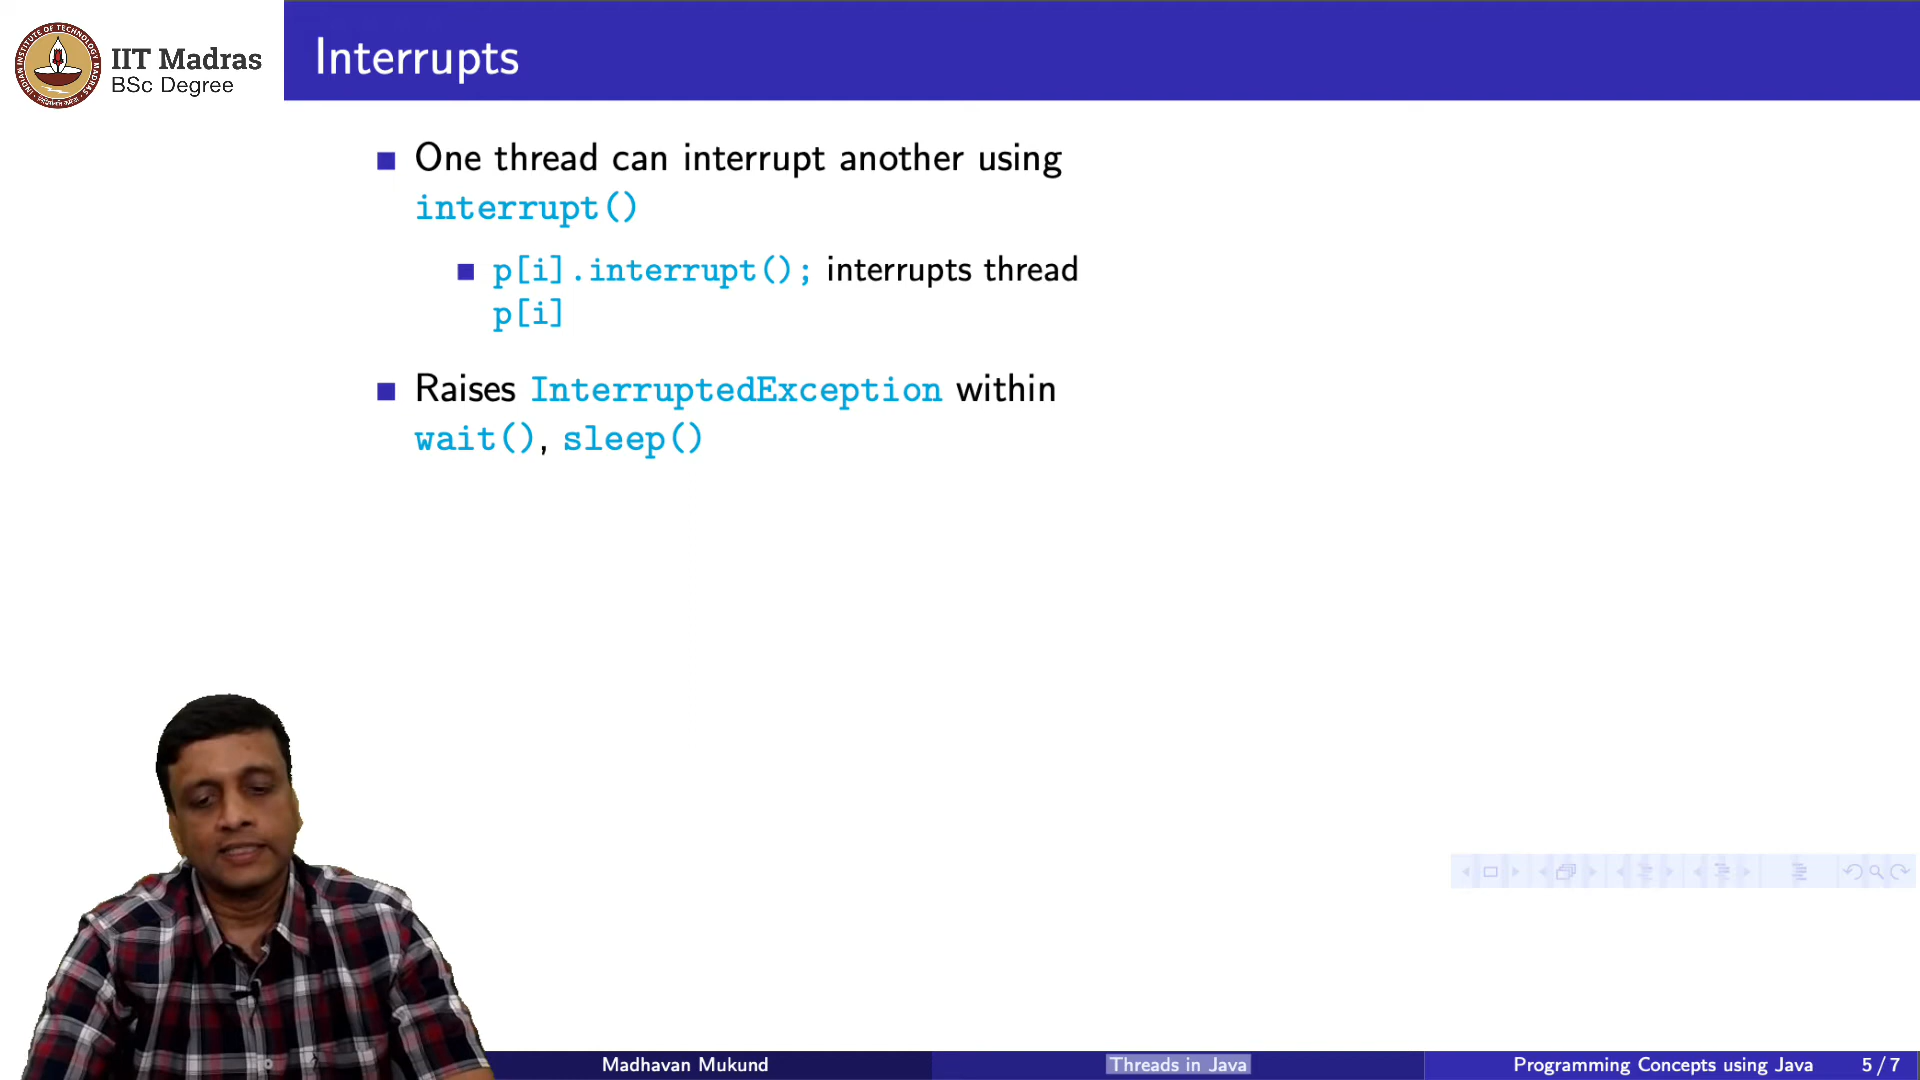 IIT Madras
BSc Degree
Interrupts
One thread can interrupt another using
interrupt()
p[i].interrupt(); interrupts thread
p[i]
Raises InterruptedException within
wait(), sleep()
Madhavan Mukund
Threads in Java
Programming Concepts using Java
5 / 7